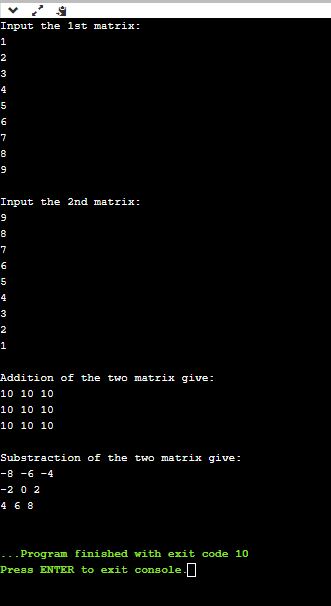 Input the 1st matrix:
1
2
3
4
5
6
7
8
9
Input the 2nd matrix:
9
8
7
6
5
4
3
2
1
Addition of the two matrix give:
10 10 10
10 10 10
10 10 10
Substraction of the two matrix give:
-8 -6 -4
-2 0 2
4 6 8
...Program finished with exit code 10
Press ENTER to exit console.